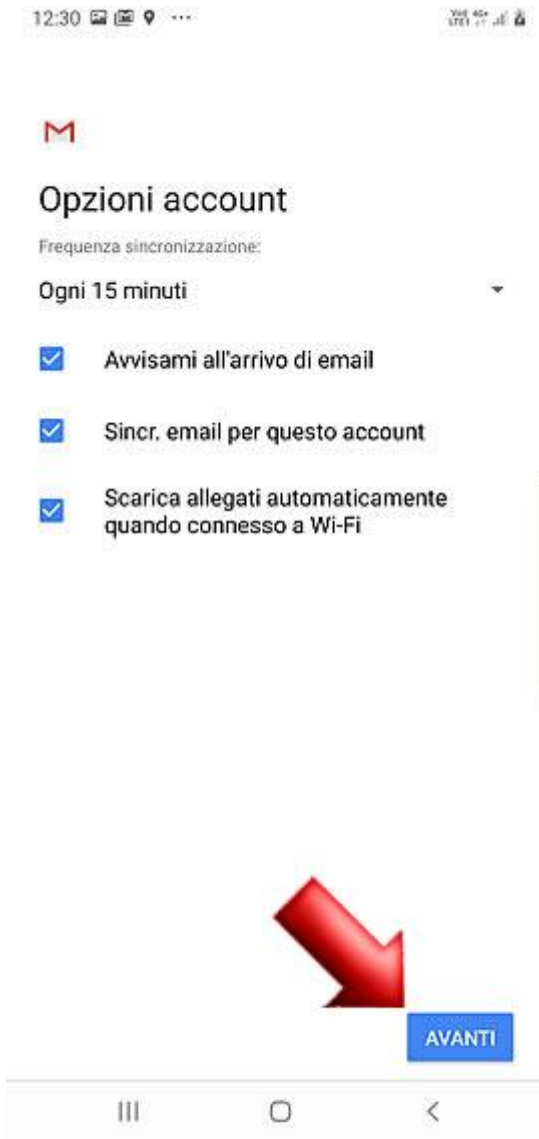 12:30
Opzioni account
Frequenza sincronizzazione:
Ogni 15 minuti
Avvisami all'arrivo di email
Sincr. email per questo account
Scarica allegati automaticamente
quando connesso a Wi-Fi
AVANTI